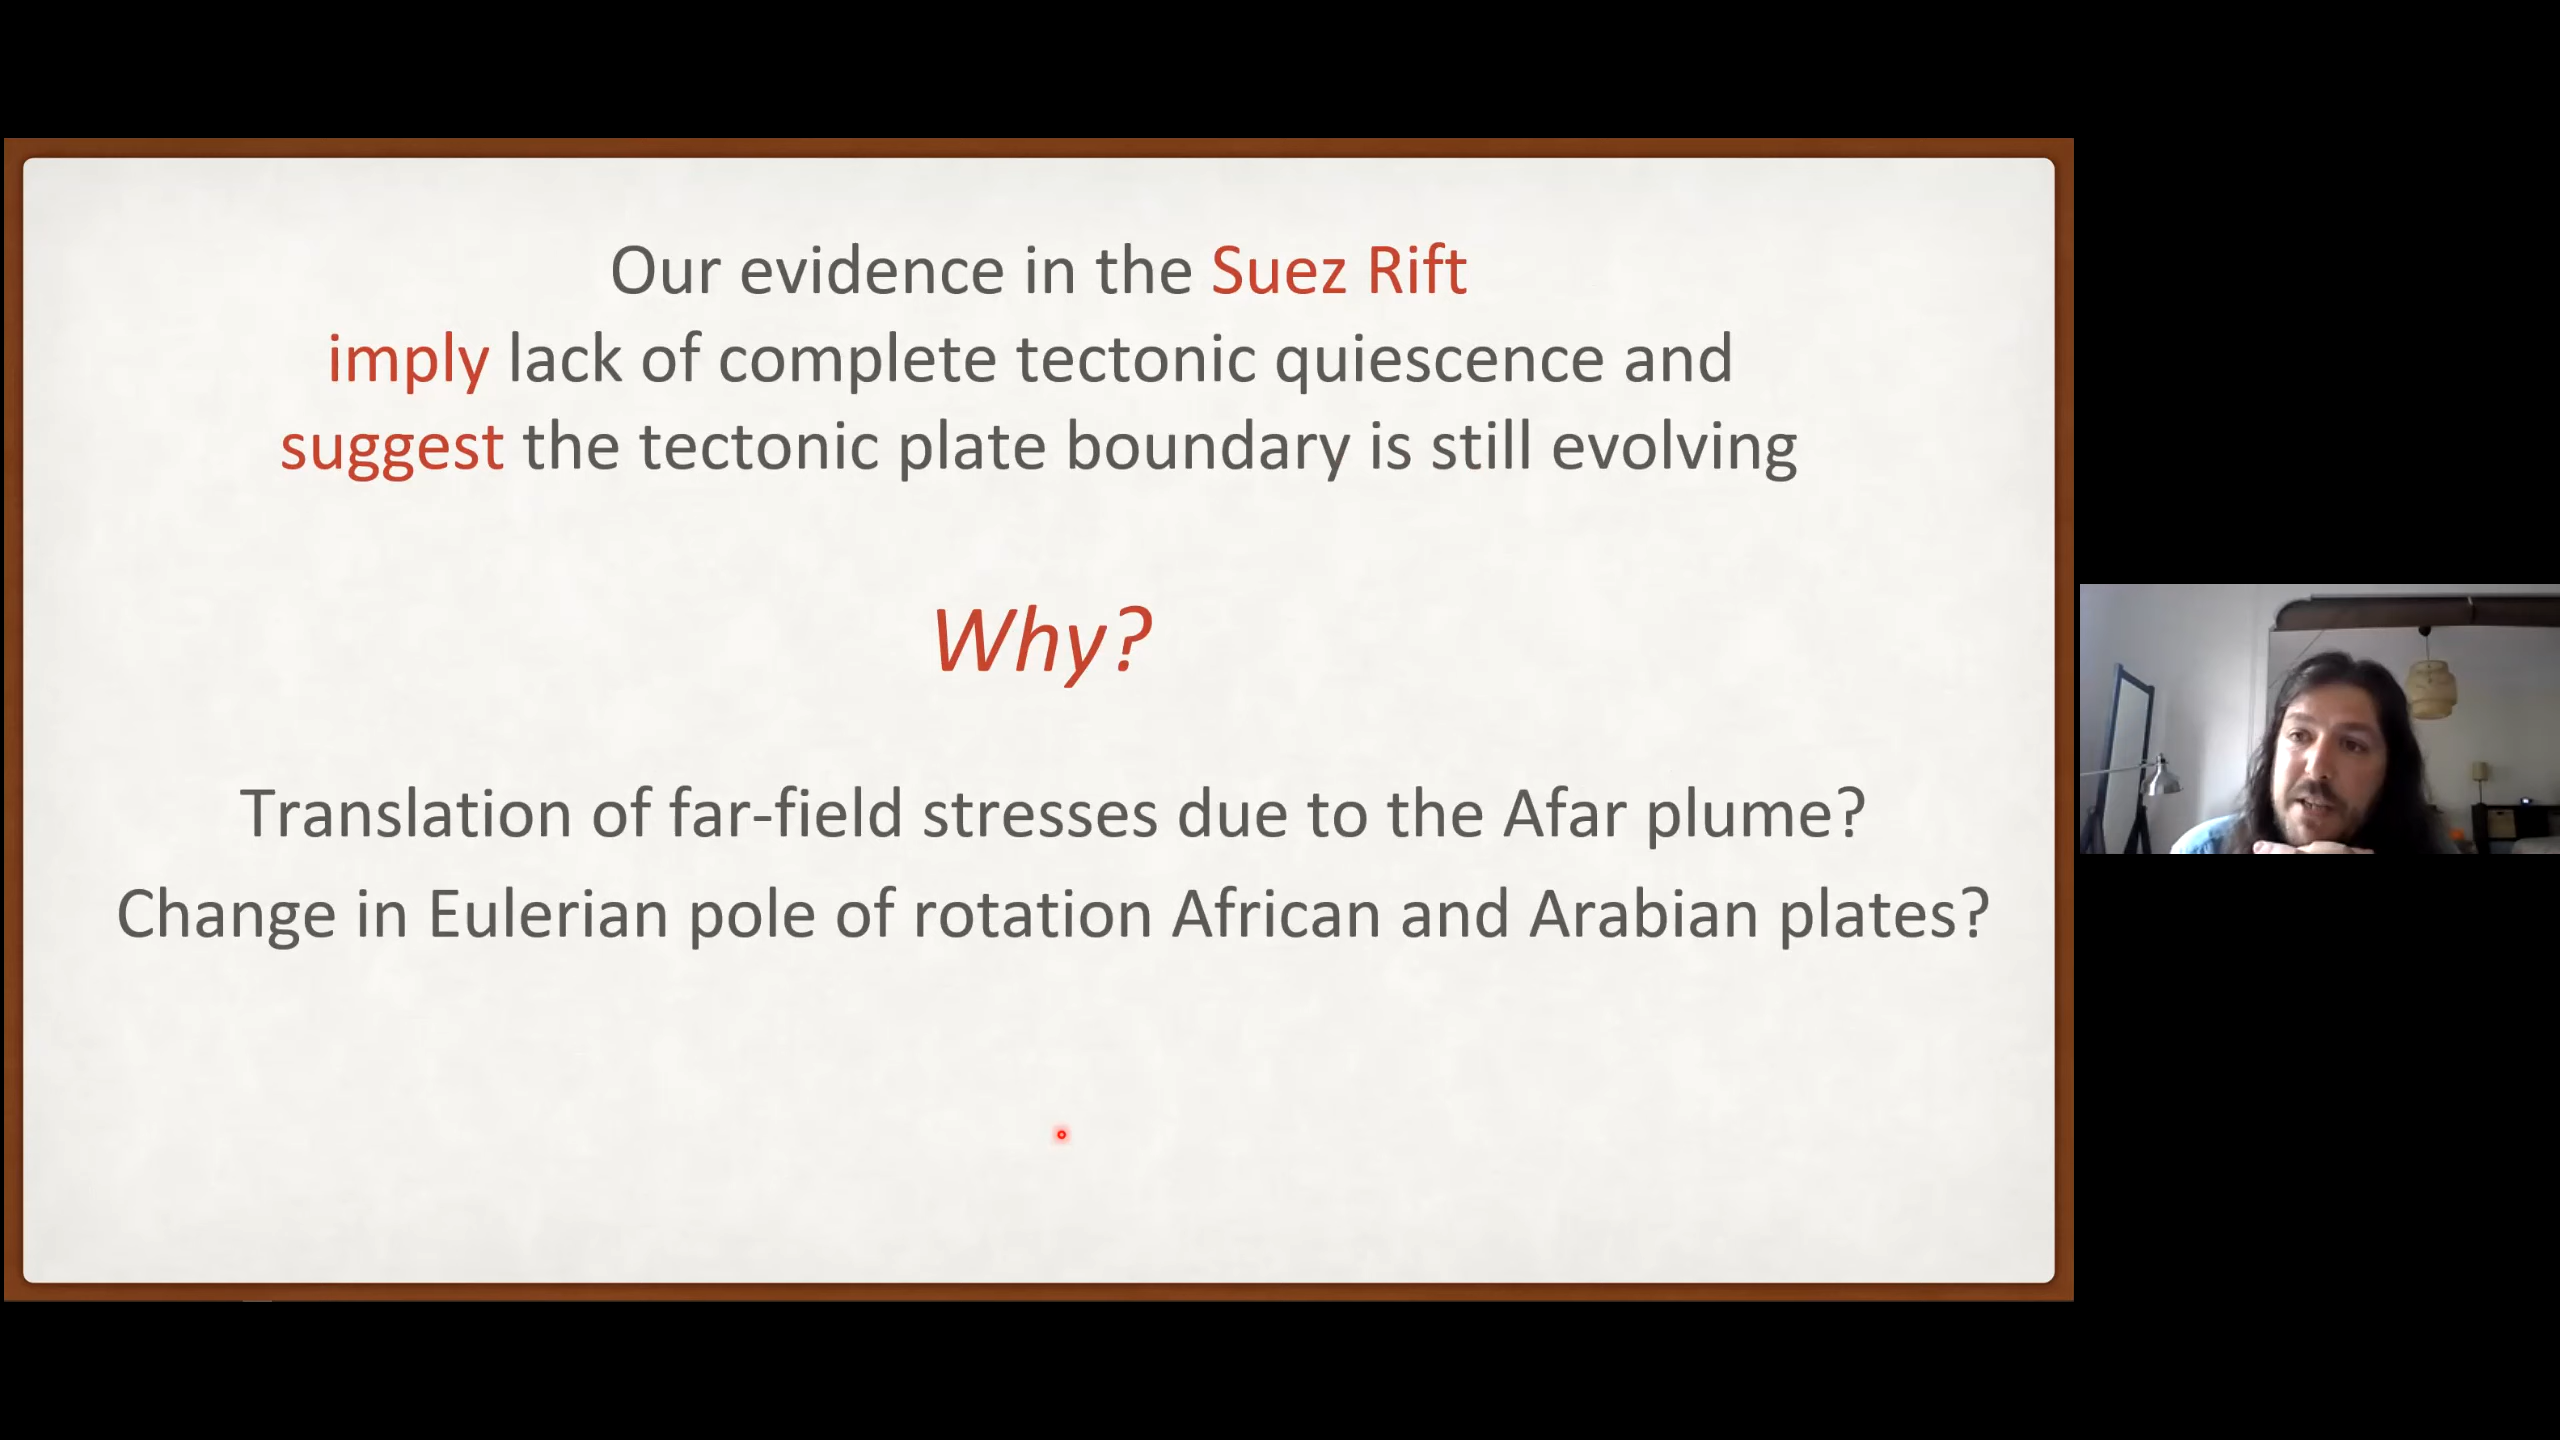 Our evidence in the Suez Rift
imply lack of complete tectonic quiescence and
suggest the tectonic plate boundary is still evolving
Why?
Translation of far-field stresses due to the Afar plume?
Change in Eulerian pole of rotation African and Arabian plates?